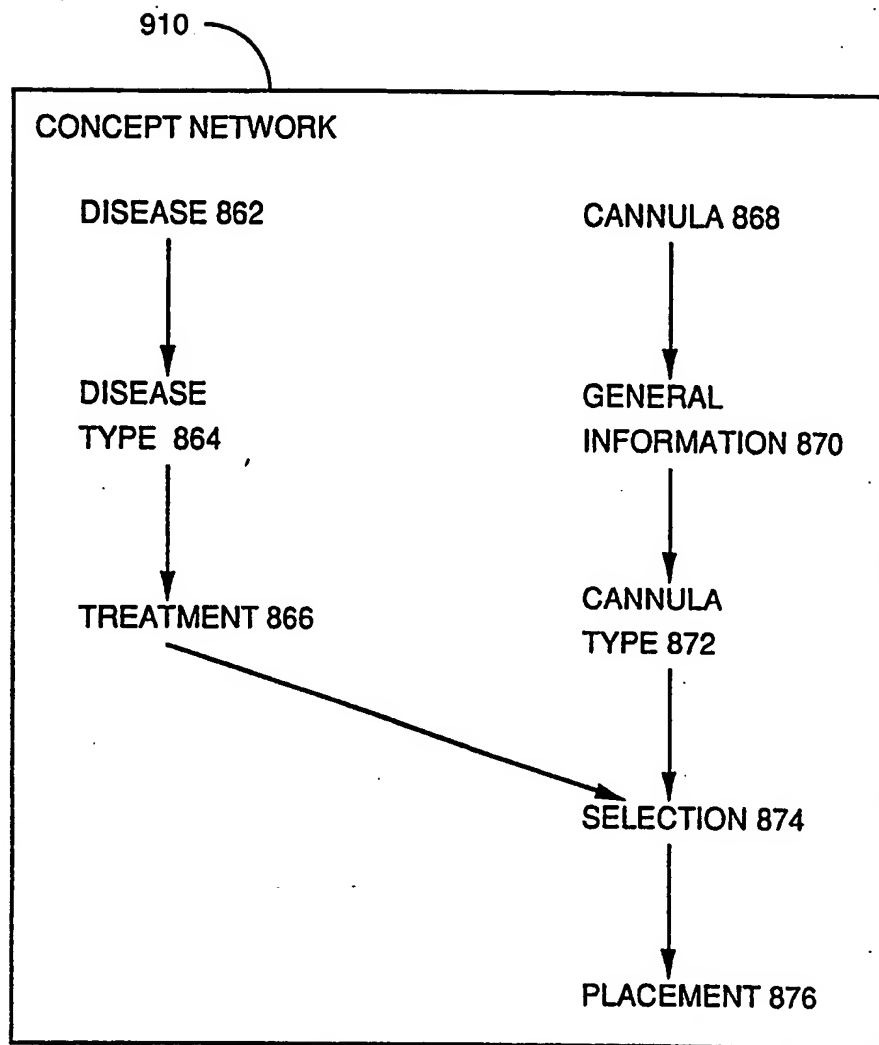 910
CONCEPT NETWORK
DISEASE 862
CANNULA 868
DISEASE
TYPE 864
GENERAL
INFORMATION 870
TREATMENT 866
CANNULA
TYPE 872
SELECTION 874
PLACEMENT 876